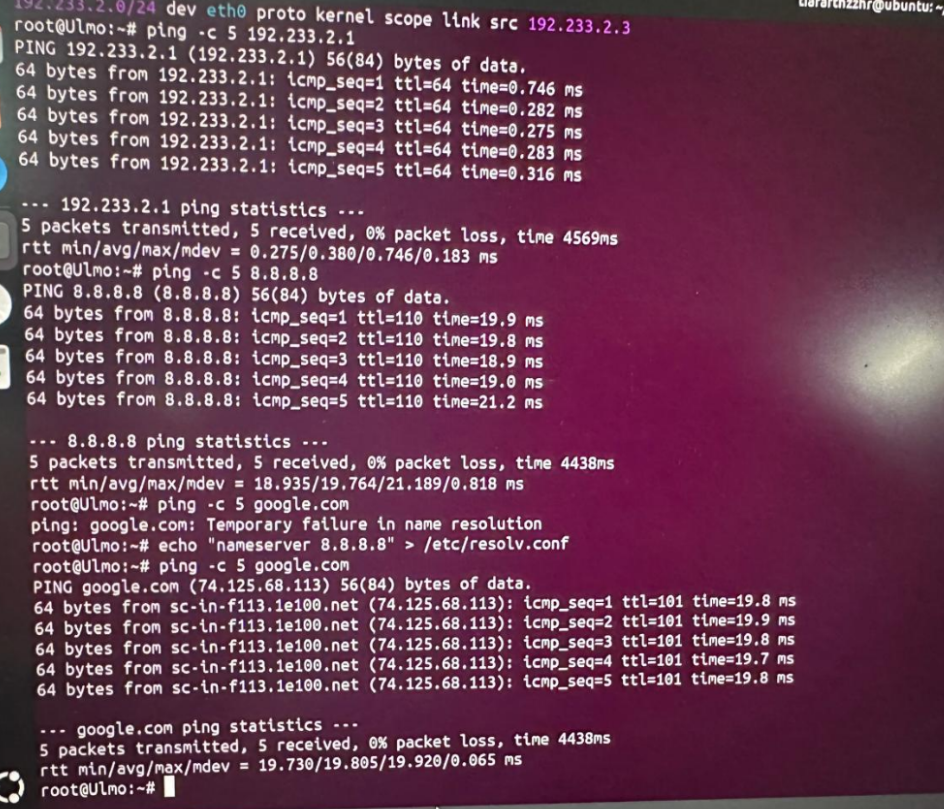 192.233.2.0/24 dev eth0 proto kernel scope link src 192.233.2.3
root@Ulmo:~# ping -c 5 192.233.2.1
PING 192.233.2.1 (192.233.2.1) 56(84) bytes of data.
64 bytes from 192.233.2.1: icmp_seq=1 ttl=64 time=0.746 ms
64 bytes from 192.233.2.1: icmp_seq=2 ttl=64 time=0.282 ms
64 bytes from 192.233.2.1: icmp_seq=3 ttl=64 time=0.275 ms
64 bytes from 192.233.2.1: icmp_seq=4 ttl=64 time=0.283 ms
64 bytes from 192.233.2.1: icmp_seq=5 ttl=64 time=0.316 ms
--- 192.233.2.1 ping statistics ---
5 packets transmitted, 5 received, 0% packet loss, time 4569ms
rtt min/avg/max/mdev = 0.275/0.380/0.746/0.183 ms
root@Ulmo:~# ping -c 5 8.8.8.8
PING 8.8.8.8 (8.8.8.8) 56(84) bytes of data.
64 bytes from 8.8.8.8: icmp_seq=1 ttl=110 time=19.9 ms
64 bytes from 8.8.8.8: icmp_seq=2 ttl=110 time=19.8 ms
64 bytes from 8.8.8.8: icmp_seq=3 ttl=110 time=18.9 ms
64 bytes from 8.8.8.8: icmp_seq=4 ttl=110 time=19.0 ms
64 bytes from 8.8.8.8: icmp_seq=5 ttl=110 time=21.2 ms
--- 8.8.8.8 ping statistics ---
5 packets transmitted, 5 received, 0% packet loss, time 4438ms
rtt min/avg/max/mdev = 18.935/19.764/21.189/0.818 ms
root@Ulmo:~# ping -c 5 google.com
ping: google.com: Temporary failure in name resolution
root@Ulmo:~# echo "nameserver 8.8.8.8" > /etc/resolv.conf
root@Ulmo:~# ping -c 5 google.com
PING google.com (74.125.68.113) 56(84) bytes of data.
64 bytes from sc-in-f113.1e100.net (74.125.68.113): icmp_seq=1 ttl=101 time=19.8 ms
64 bytes from sc-in-f113.1e100.net (74.125.68.113): icmp_seq=2 ttl=101 time=19.9 ms
64 bytes from sc-in-f113.1e100.net (74.125.68.113): icmp_seq=3 ttl=101 time=19.8 ms
64 bytes from sc-in-f113.1e100.net (74.125.68.113): icmp_seq=4 ttl=101 time=19.7 ms
64 bytes from sc-in-f113.1e100.net (74.125.68.113): icmp_seq=5 ttl=101 time=19.8 ms
--- google.com ping statistics ---
5 packets transmitted, 5 received, 0% packet loss, time 4438ms
rtt min/avg/max/mdev = 19.730/19.805/19.920/0.065 ms
root@Ulmo:~#